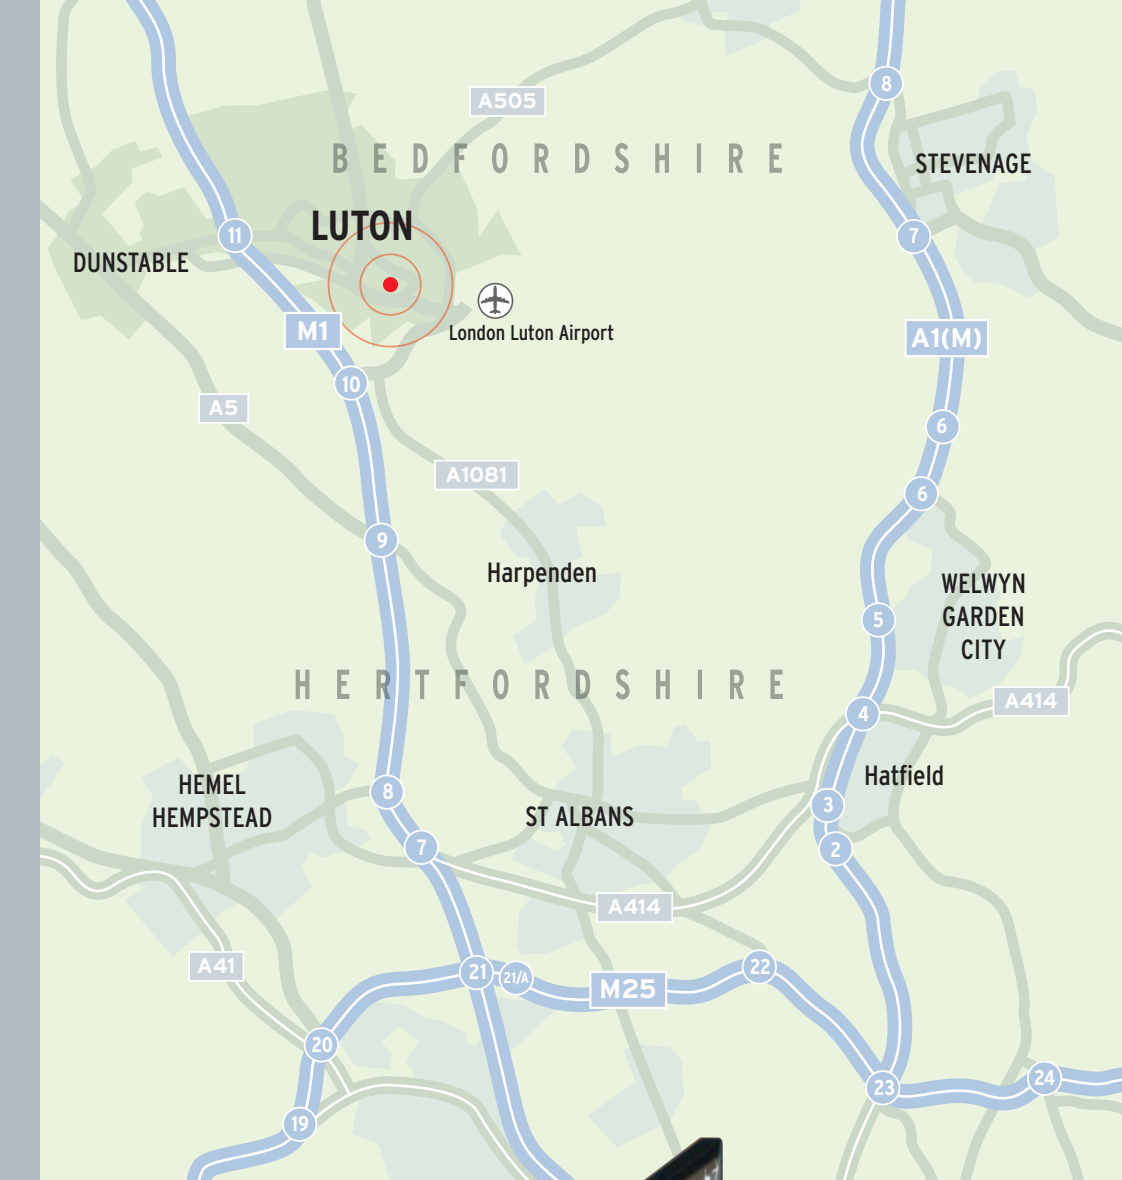 8
A505
BEDFORDSHIRE
STEVENAGE
LUTON
11
7
DUNSTABLE
London Luton Airport
M1
A1(M)
10
A5
6
A1081
6
9
Harpenden
WELWYN
GARDEN
CITY
5
HERTFORDSHIRE
A414
4
HEMEL
HEMPSTEAD
Hatfield
8
3
ST ALBANS
7
2
A414
A41
21
21/A
22
M25
20
23
24
19